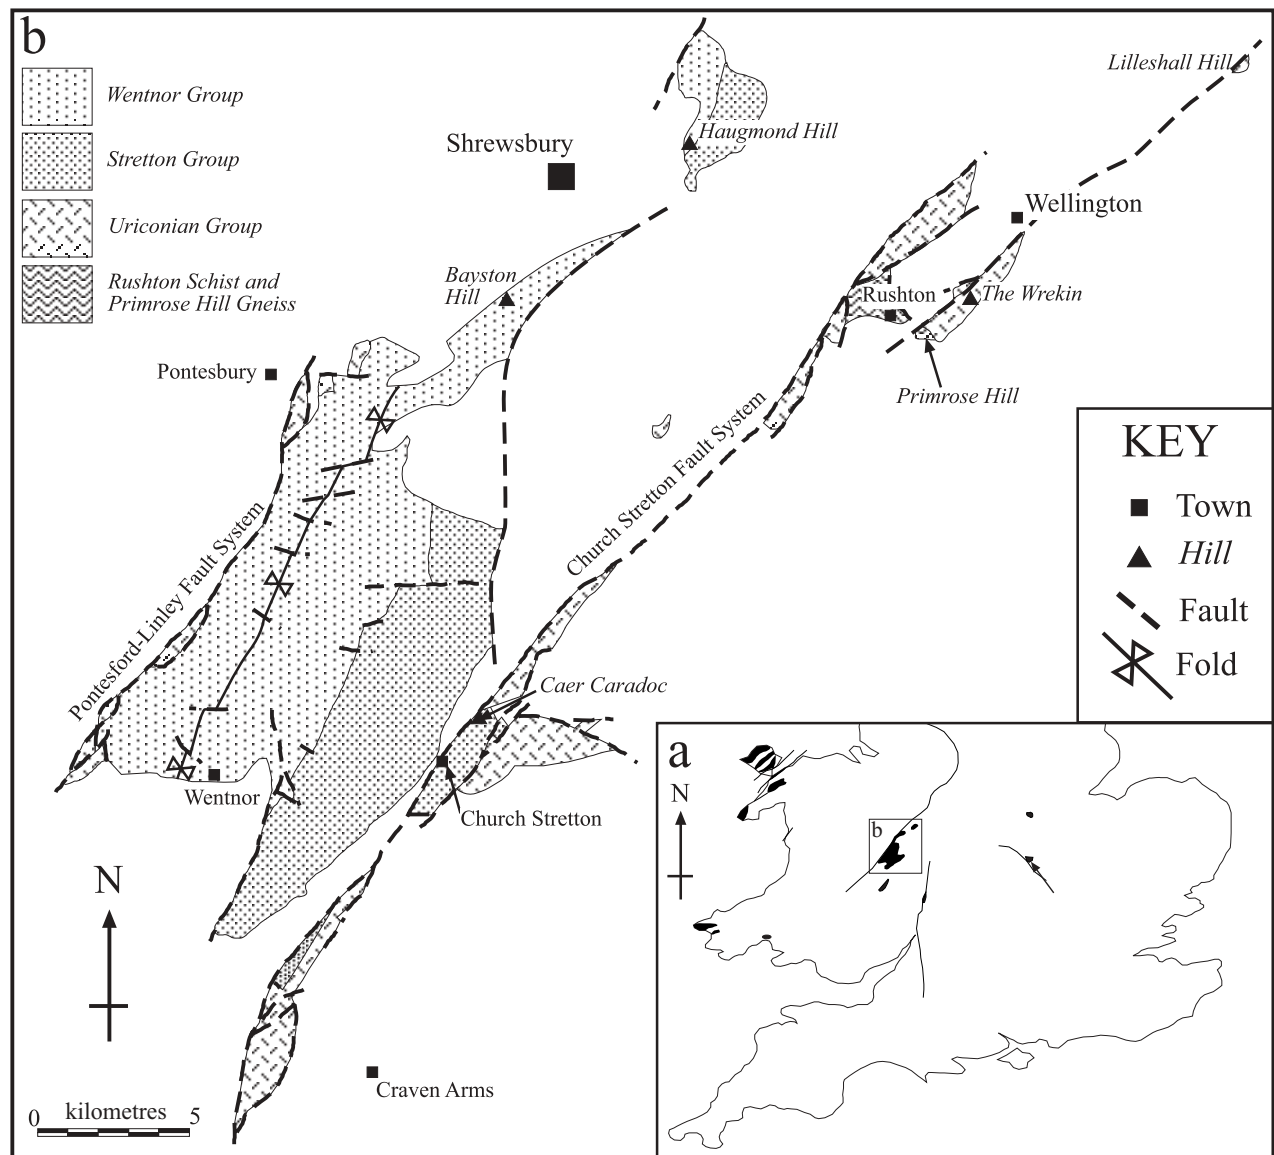 b
Wentnor Group
Stretton Group
Uriconian Group
Rushton Schist and
Primrose Hill Gneiss
Lilleshall Hill
Haugmond Hill
Shrewsbury
Wellington
Bayston
Hill
Rushton
The Wrekin
Pontesbury
Primrose Hill
Church Stretton Fault System
Pontesford-Linley Fault System
Caer Caradoc
Wentnor
Church Stretton
N
Craven Arms
0 kilometres 5
KEY
Town
Hill
Fault
Fold
a
N
b